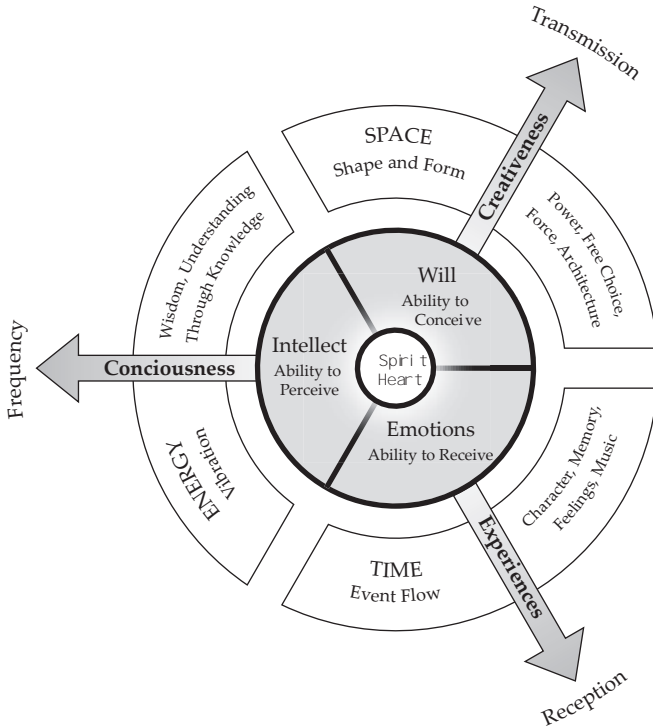 Transmission
Creativeness
SPACE
Shape and Form
Power, Free Choice,
Force, Architecture
Wisdom, Understanding
Through Knowledge
Will
Ability to
Conceive
Intellect
Ability to
Perceive
Spirit
Heart
Emotions
Ability to Receive
Frequency
Conciousness
ENERGY
Vibration
Character, Memory,
Feelings, Music
TIME
Event Flow
Experiences
Reception